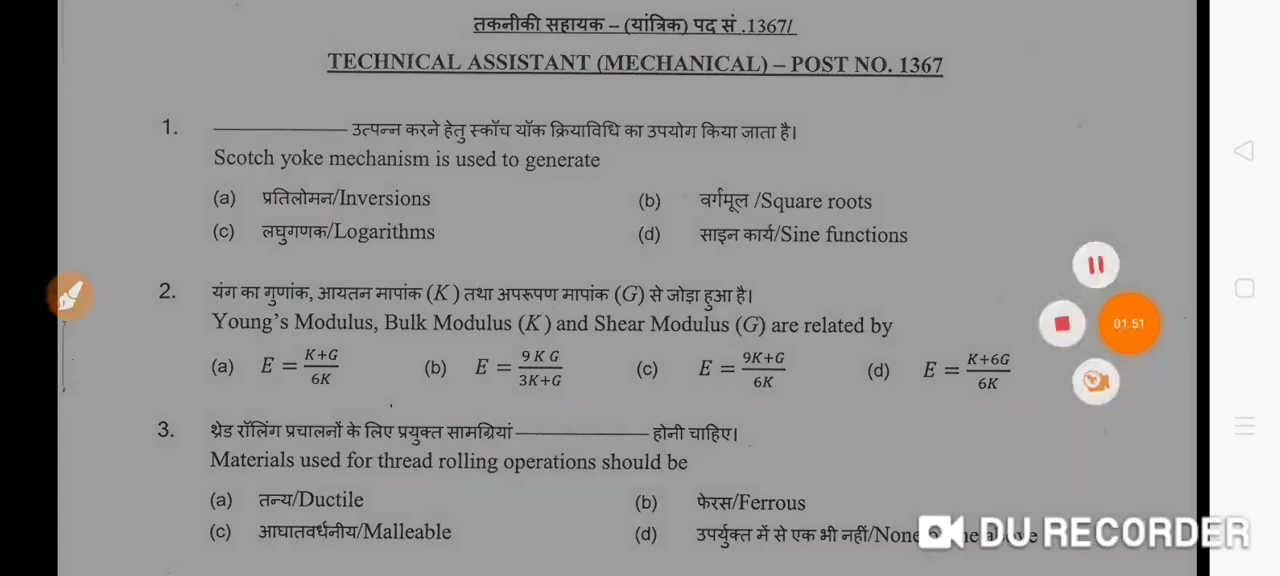 तकनीकी सहायक – (यांत्रिक) पद सं .1367/
TECHNICAL ASSISTANT (MECHANICAL) – POST NO. 1367
1. ———— उत्पन्न करने हेतु स्कॉच यॉक क्रियाविधि का उपयोग किया जाता है।
Scotch yoke mechanism is used to generate
(a) प्रतिलोमन/Inversions (b) वर्गमूल /Square roots
(c) लघुगणक/Logarithms (d) साइन कार्य/Sine functions
2. यंग का गुणांक, आयतन मापांक (K) तथा अपरूपण मापांक (G) से जोड़ा हुआ है।
Young's Modulus, Bulk Modulus (K) and Shear Modulus (G) are related by
(a) E = K+G/6K (b) E = 9 K G/3K+G (c) E = 9K+G/6K (d) E = K+6G/6K
3. थ्रेड रॉलिंग प्रचालनों के लिए प्रयुक्त सामग्रियां ———— होनी चाहिए।
Materials used for thread rolling operations should be
(a) तन्य/Ductile (b) फेरस/Ferrous
(c) आघातवर्धनीय/Malleable (d) उपर्युक्त में से एक भी नहीं/None
01:51
DU RECORDER